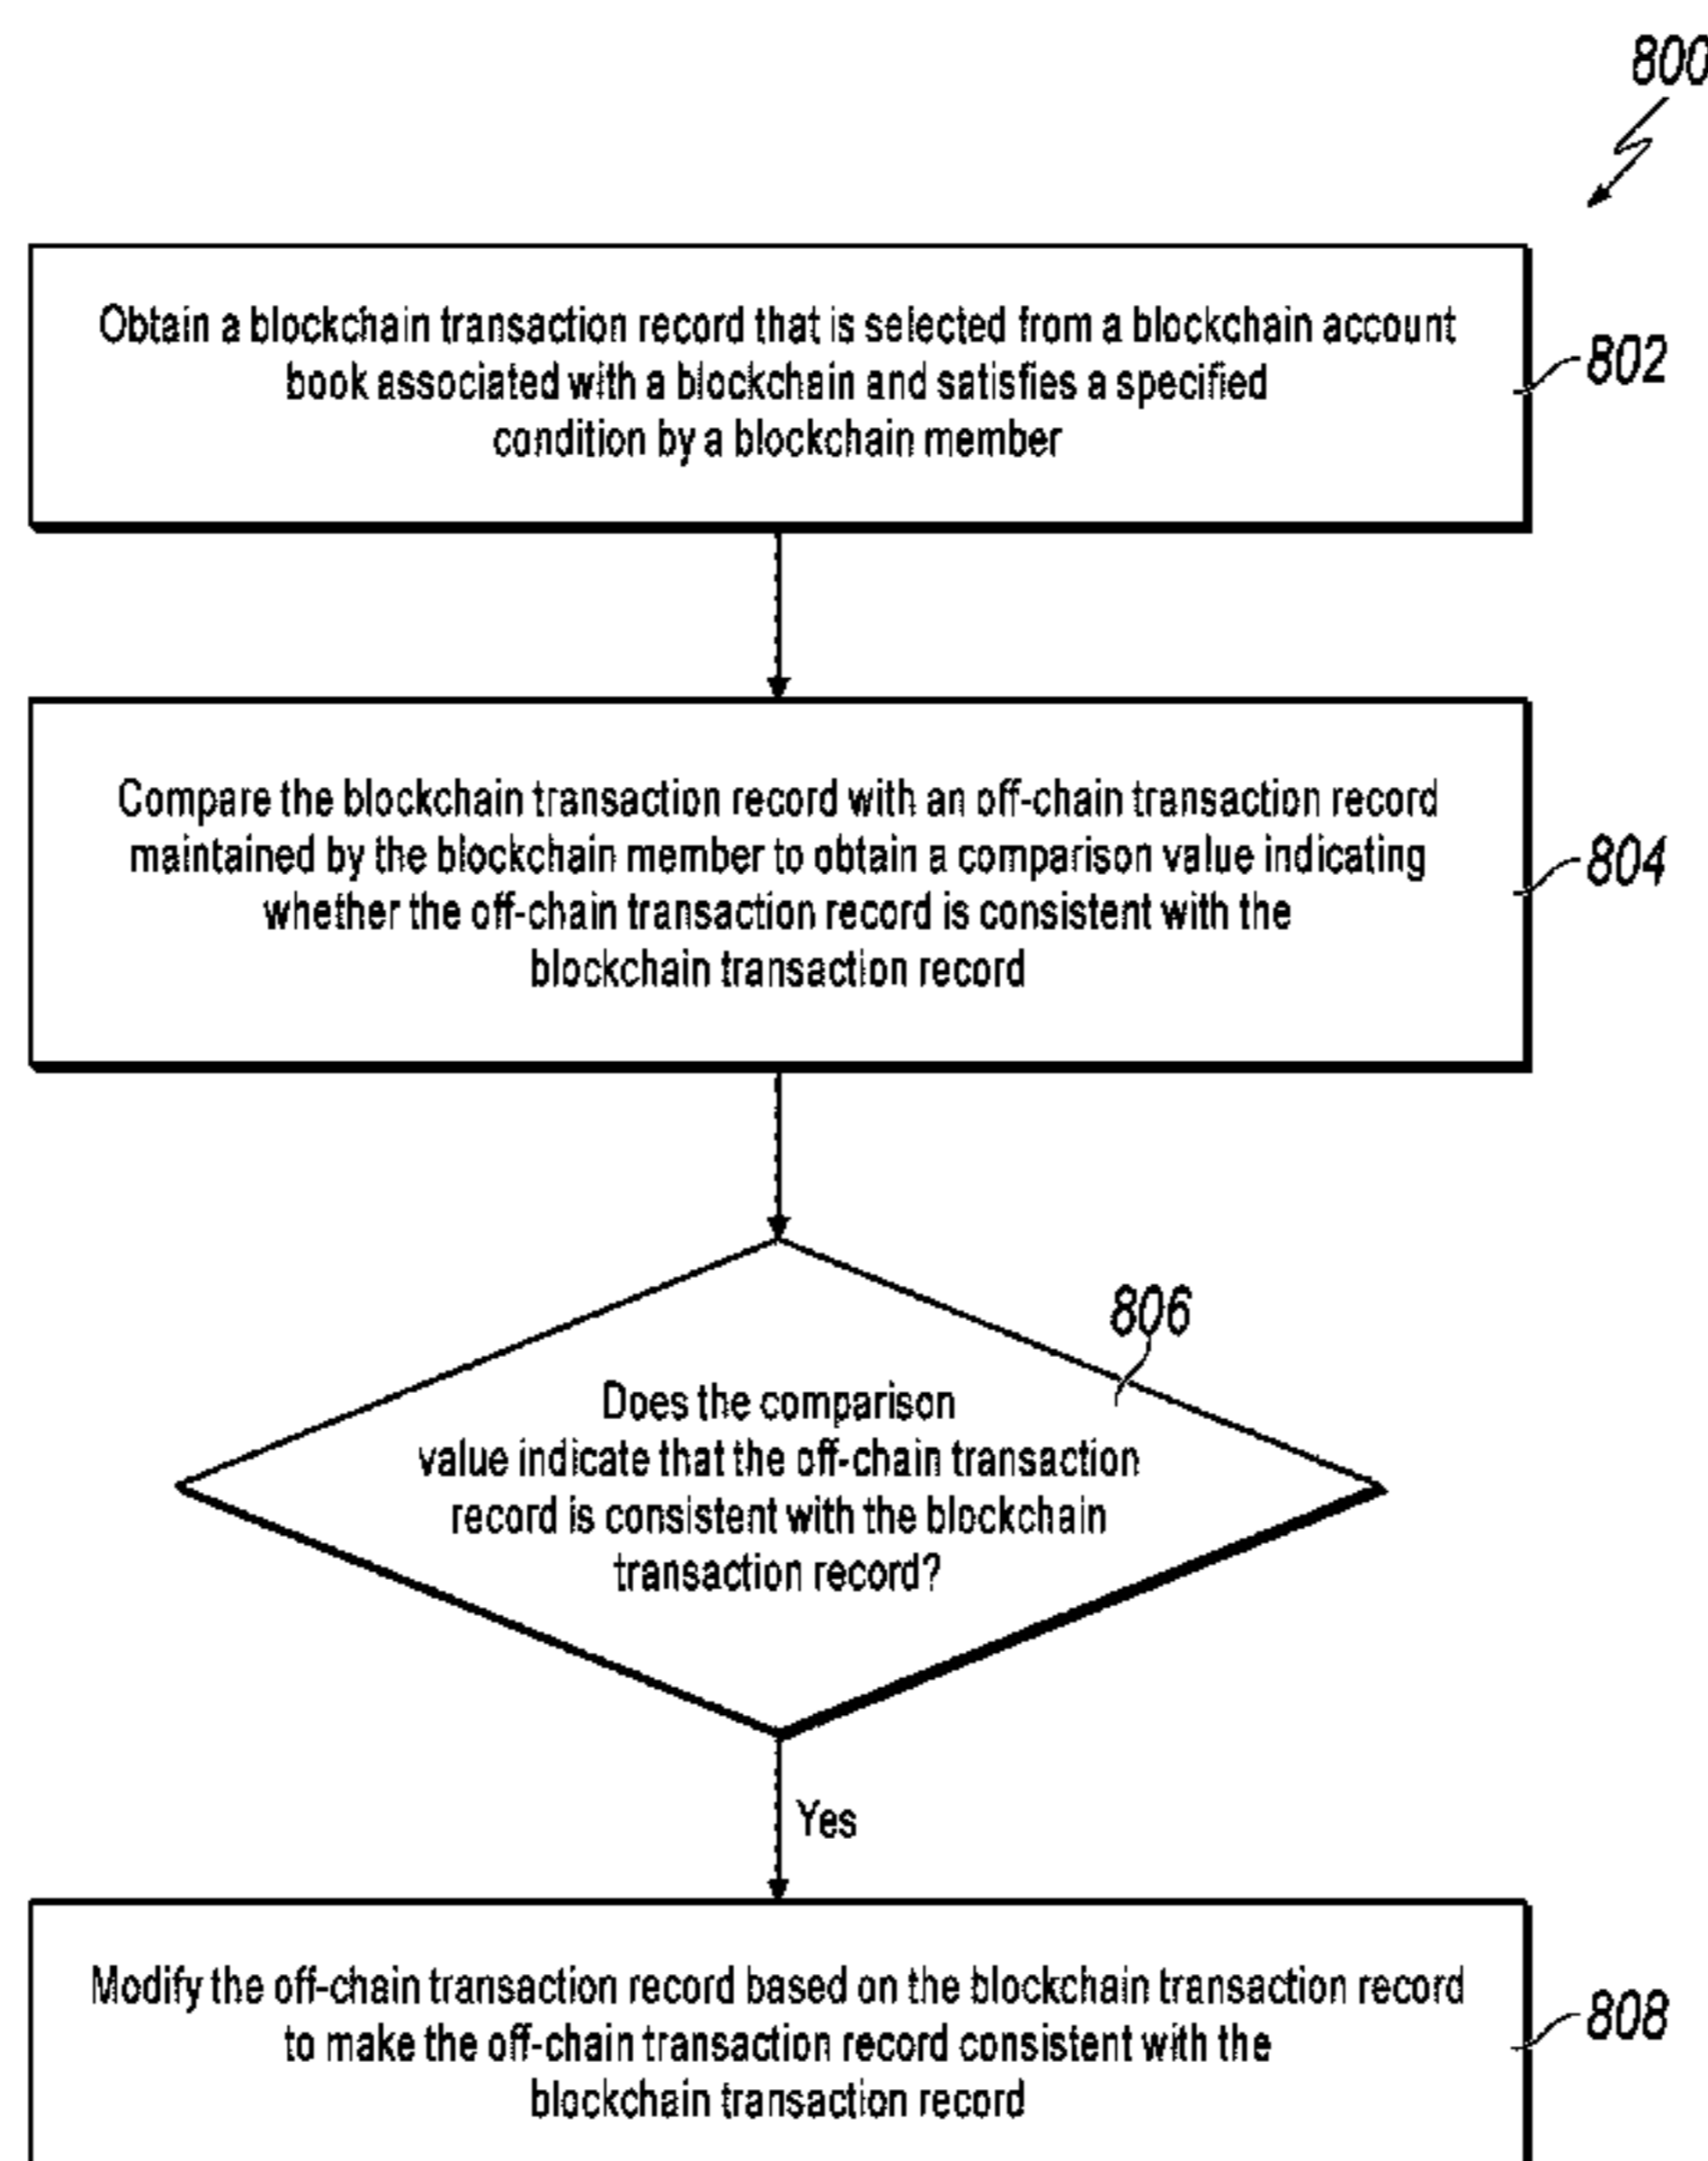 800
Obtain a blockchain transaction record that is selected from a blockchain account
book associated with a blockchain and satisfies a specified
condition by a blockchain member
802
Compare the blockchain transaction record with an off-chain transaction record
maintained by the blockchain member to obtain a comparison value indicating
whether the off-chain transaction record is consistent with the
blockchain transaction record
804
806
Does the comparison
value indicate that the off-chain transaction
record is consistent with the blockchain
transaction record?
Yes
Modify the off-chain transaction record based on the blockchain transaction record
to make the off-chain transaction record consistent with the
blockchain transaction record
808